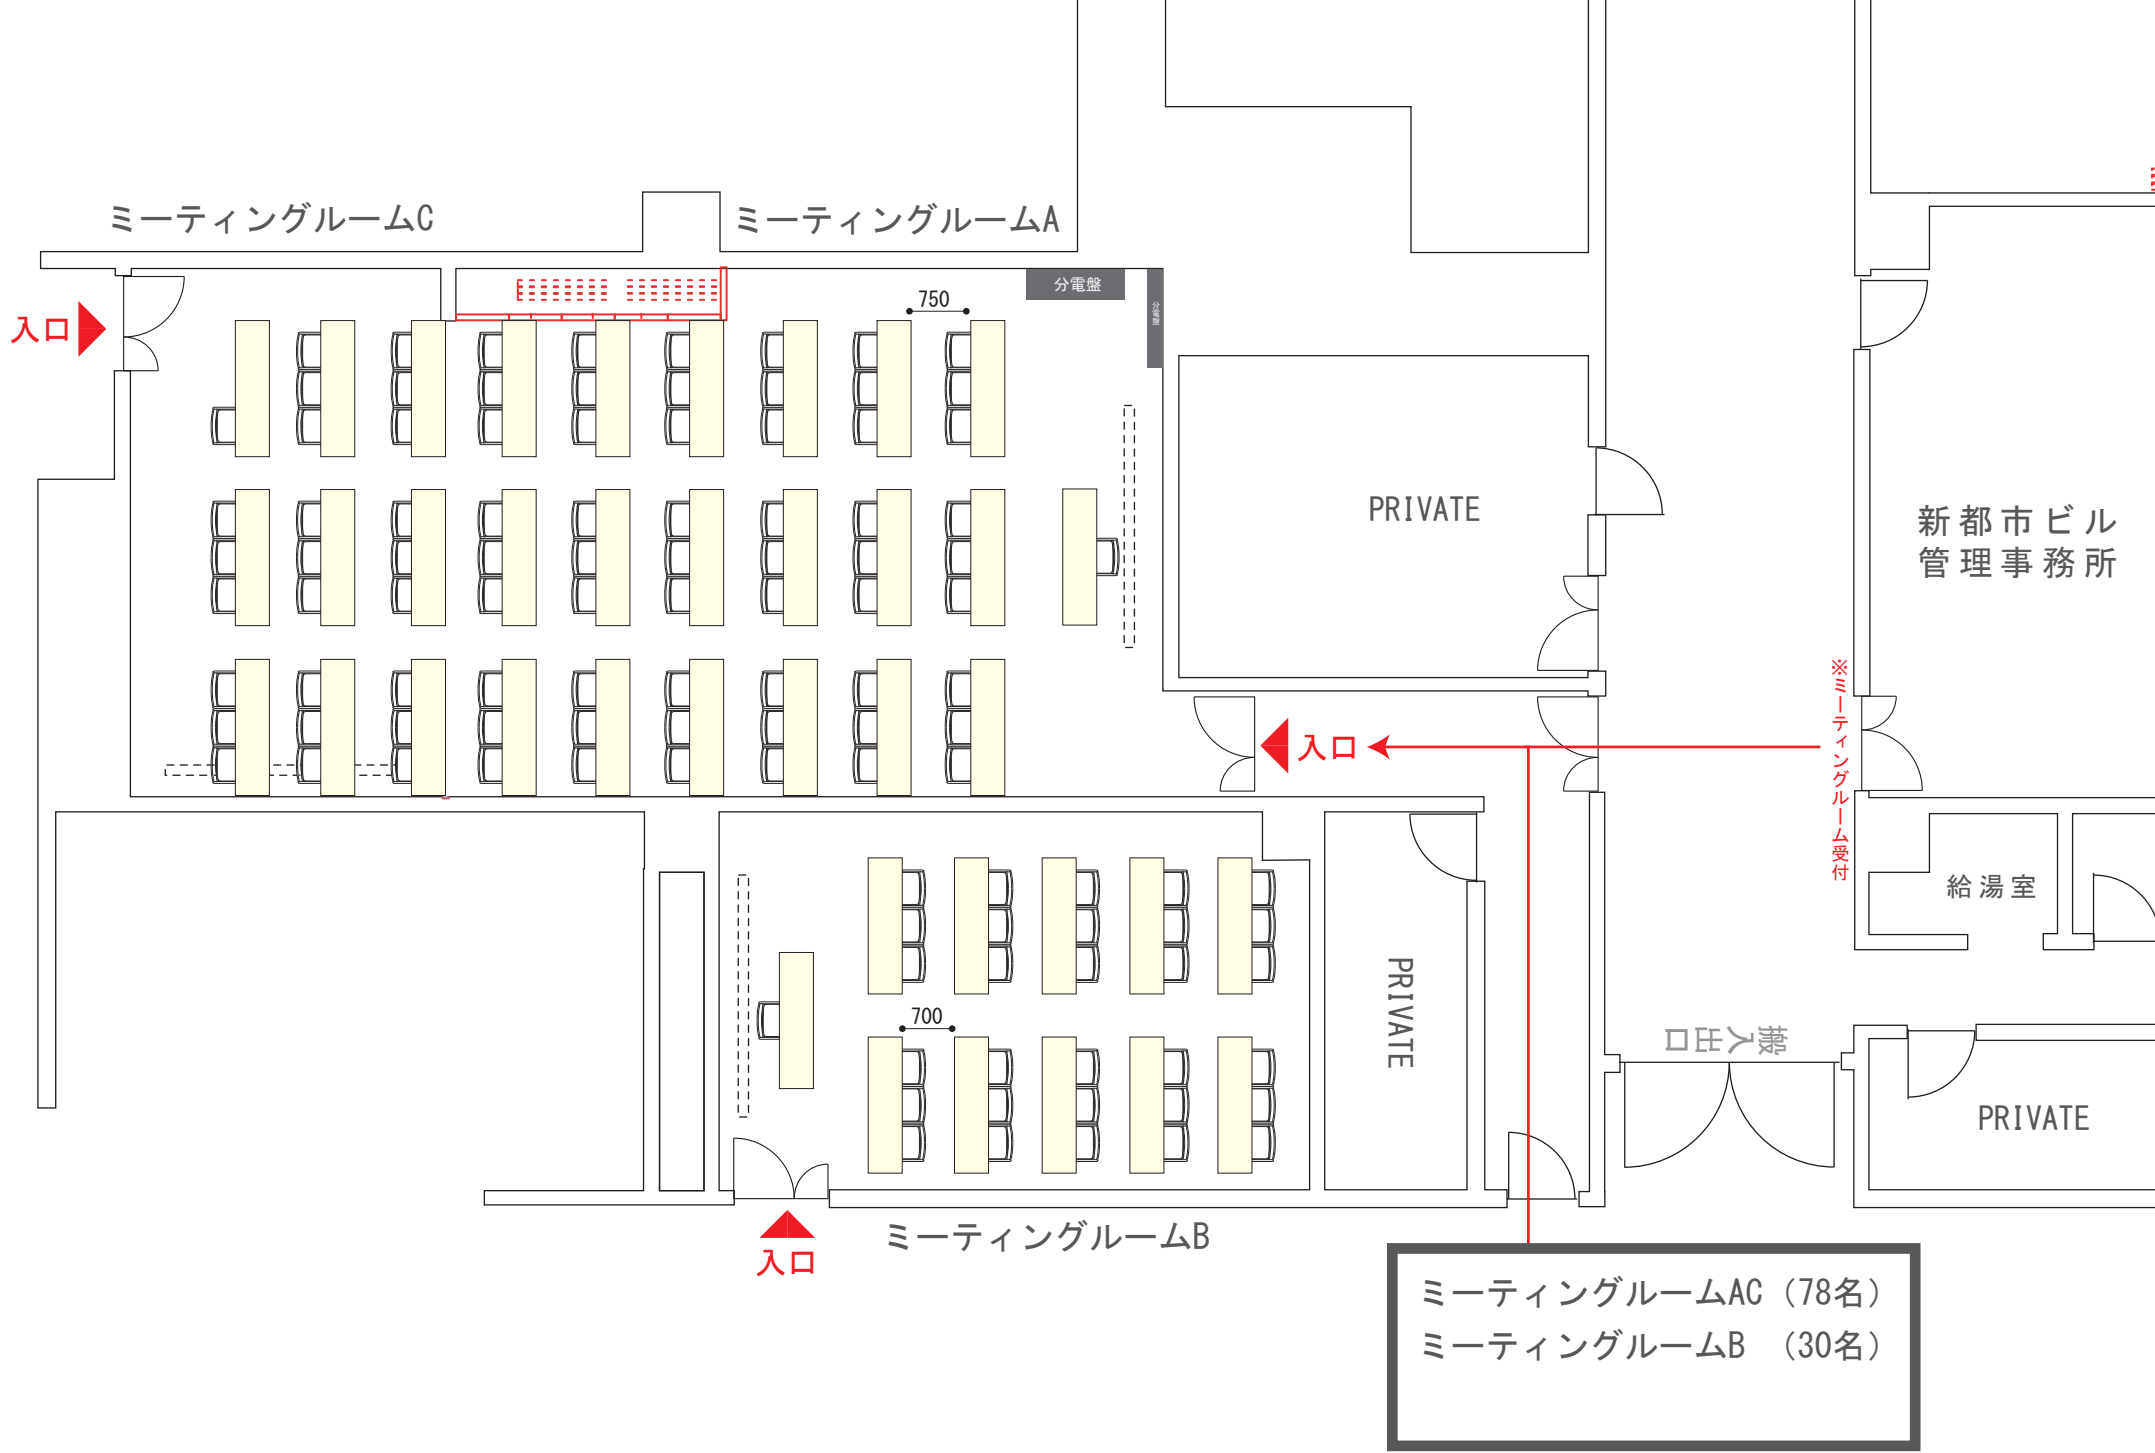 ミーティングルームC
ミーティングルームA
分電盤
分電盤
750
入口
PRIVATE
新都市ビル
管理事務所
入口
※ミーティングルーム受付
給湯室
700
PRIVATE
搬入出口
PRIVATE
ミーティングルームB
入口
ミーティングルームAC（78名）
ミーティングルームB　（30名）